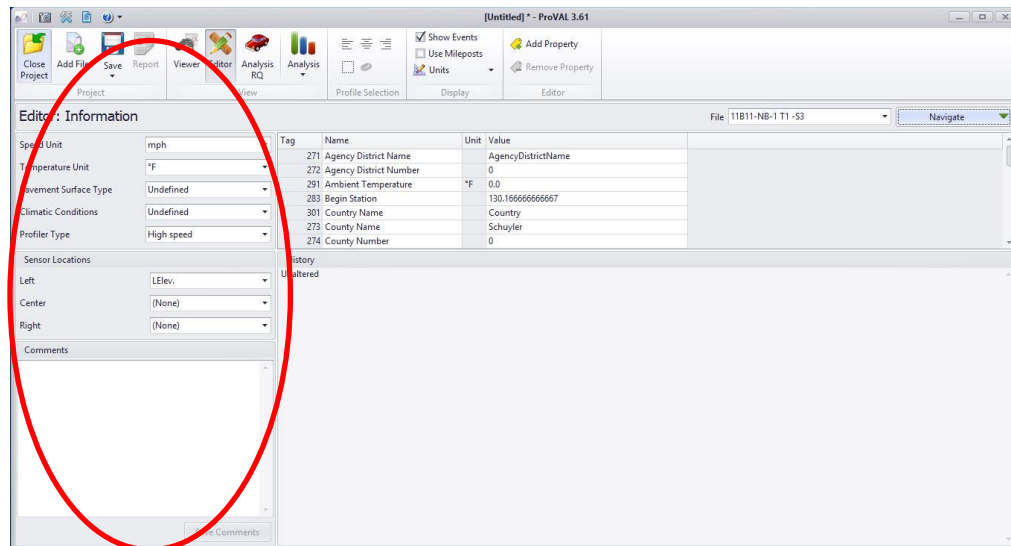 [Untitled] * - ProVAL 3.61
Close Project Add File Save Report Viewer Editor Analysis RQ Analysis
Show Events
Use Mileposts
Units
Add Property
Remove Property
Project View Profile Selection Display Editor
Editor: Information File 11B11-NB-1 T1 -S3 Navigate
Speed Unit mph
Temperature Unit °F
Pavement Surface Type Undefined
Climatic Conditions Undefined
Profiler Type High speed
Sensor Locations
Left LElev.
Center (None)
Right (None)
Comments
Save Comments
Tag Name Unit Value
271 Agency District Name AgencyDistrictName
272 Agency District Number 0
291 Ambient Temperature °F 0.0
283 Begin Station 130.166666666667
301 Country Name Country
273 County Name Schuyler
274 County Number 0
History
Unaltered